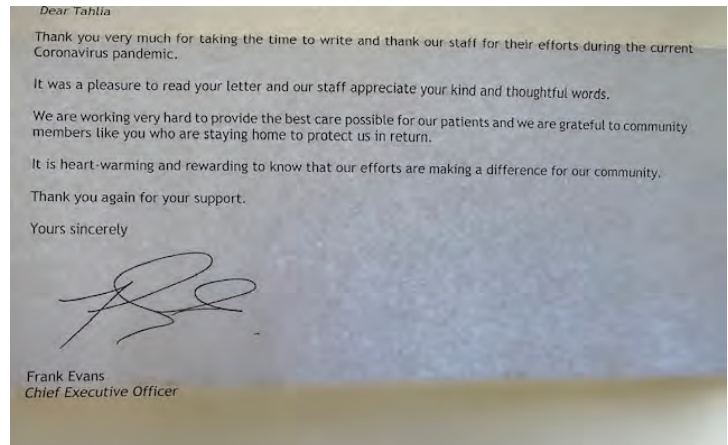 Dear Tahlia
Thank you very much for taking the time to write and thank our staff for their efforts during the current
Coronavirus pandemic.
It was a pleasure to read your letter and our staff appreciate your kind and thoughtful words.
We are working very hard to provide the best care possible for our patients and we are grateful to community
members like you who are staying home to protect us in return.
It is heart-warming and rewarding to know that our efforts are making a difference for our community.
Thank you again for your support.
Yours sincerely
Frank Evans
Chief Executive Officer